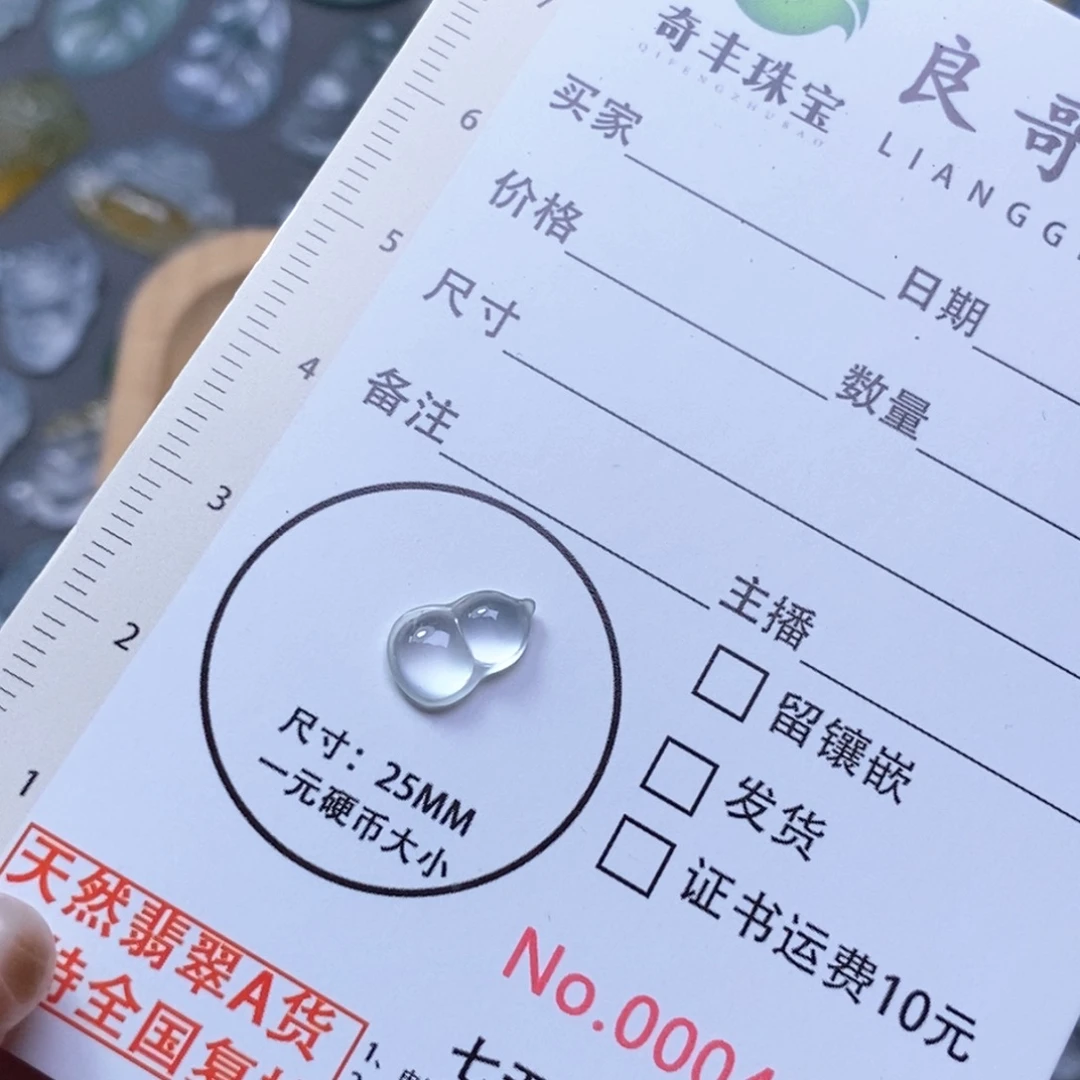 奇丰珠宝
QIFENGZHUBAO
良哥
LIANGG
买家
日期
价格
数量
尺寸
备注
主播
留镶嵌
发货
证书运费10元
尺寸：25MM
一元硬币大小
6
5
4
3
2
1
天然翡翠A货
持全国复
No.000
1、